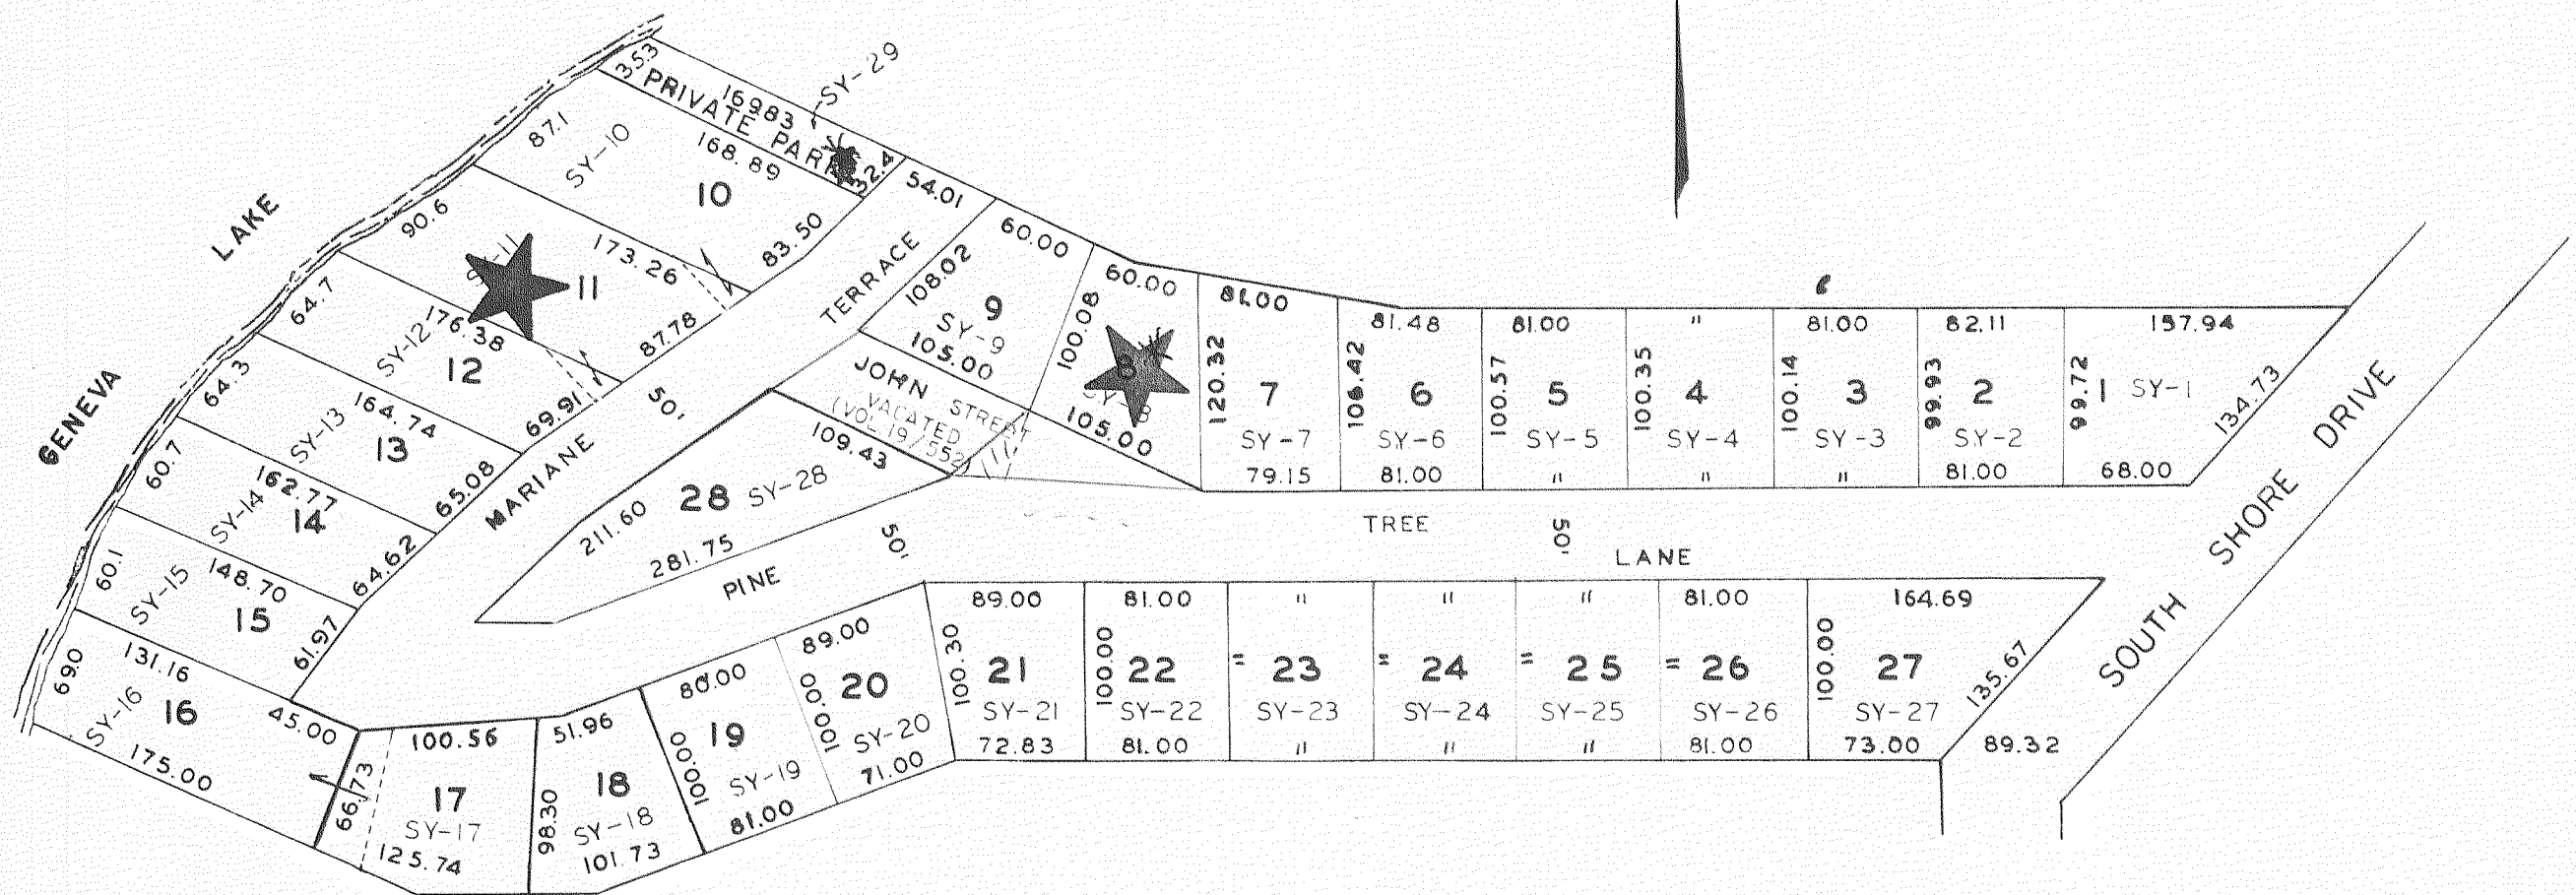 GENEVA
LAKE
35.3
PRIVATE PARK
169.83
SY-29
32.4
54.01
87.1
SY-10
168.89
10
83.50
90.6
SY-11
173.26
11
87.78
64.7
SY-12
176.38
12
69.91
64.3
SY-13
164.74
13
65.08
60.7
SY-14
162.77
14
64.62
60.1
SY-15
148.70
15
61.97
69.0
SY-16
131.16
16
45.00
175.00
MARIANE
TERRACE
50'
60.00
108.02
9
SY-9
105.00
60.00
100.08
8
SY-8
105.00
JOHN STREET
VACATED
(VOL 19/552)
109.43
28 SY-28
211.60
281.75
PINE
50'
TREE
50'
LANE
81.00
120.32
7
SY-7
79.15
81.48
106.42
6
SY-6
81.00
81.00
100.57
5
SY-5
"
"
100.35
4
SY-4
"
81.00
100.14
3
SY-3
"
82.11
99.93
2
SY-2
81.00
157.94
99.72
1 SY-1
68.00
134.73
SOUTH SHORE DRIVE
66.73
100.56
17
SY-17
125.74
51.96
98.30
18
SY-18
101.73
80.00
100.00
19
SY-19
81.00
89.00
100.00
20
SY-20
71.00
89.00
100.30
21
SY-21
72.83
81.00
100.00
22
SY-22
81.00
"
= 23
SY-23
"
"
= 24
SY-24
"
"
= 25
SY-25
"
81.00
= 26
SY-26
81.00
164.69
100.00
27
SY-27
73.00
135.67
89.32